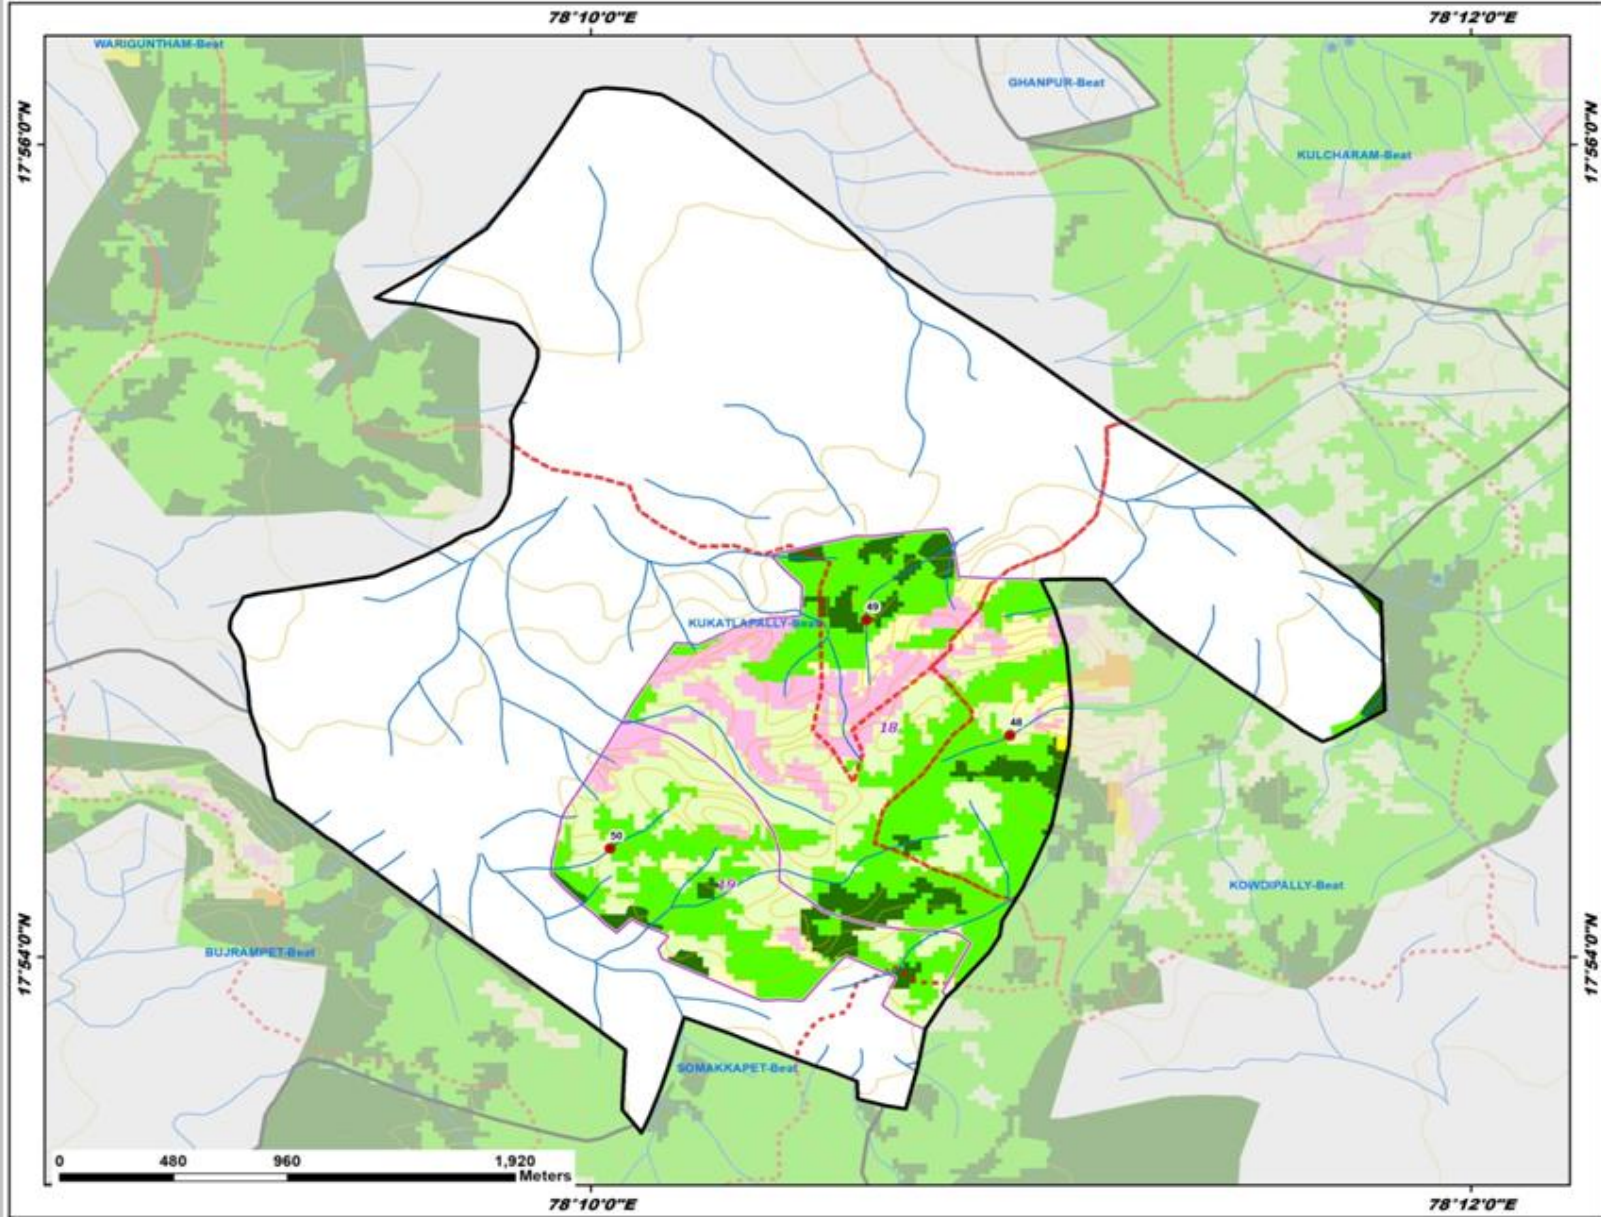 78°10'0"E
78°12'0"E
WARIGUNTHAM-Beat
GHANPUR-Beat
17°56'0"N
17°56'0"N
KULCHARAM-Beat
49
KUKATLAPALLY-Beat
48
18
50
19
KOWDIPALLY-Beat
BUJRAMPET-Beat
17°54'0"N
17°54'0"N
SOMAKKAPET-Beat
0 480 960 1,920
Meters
78°10'0"E
78°12'0"E